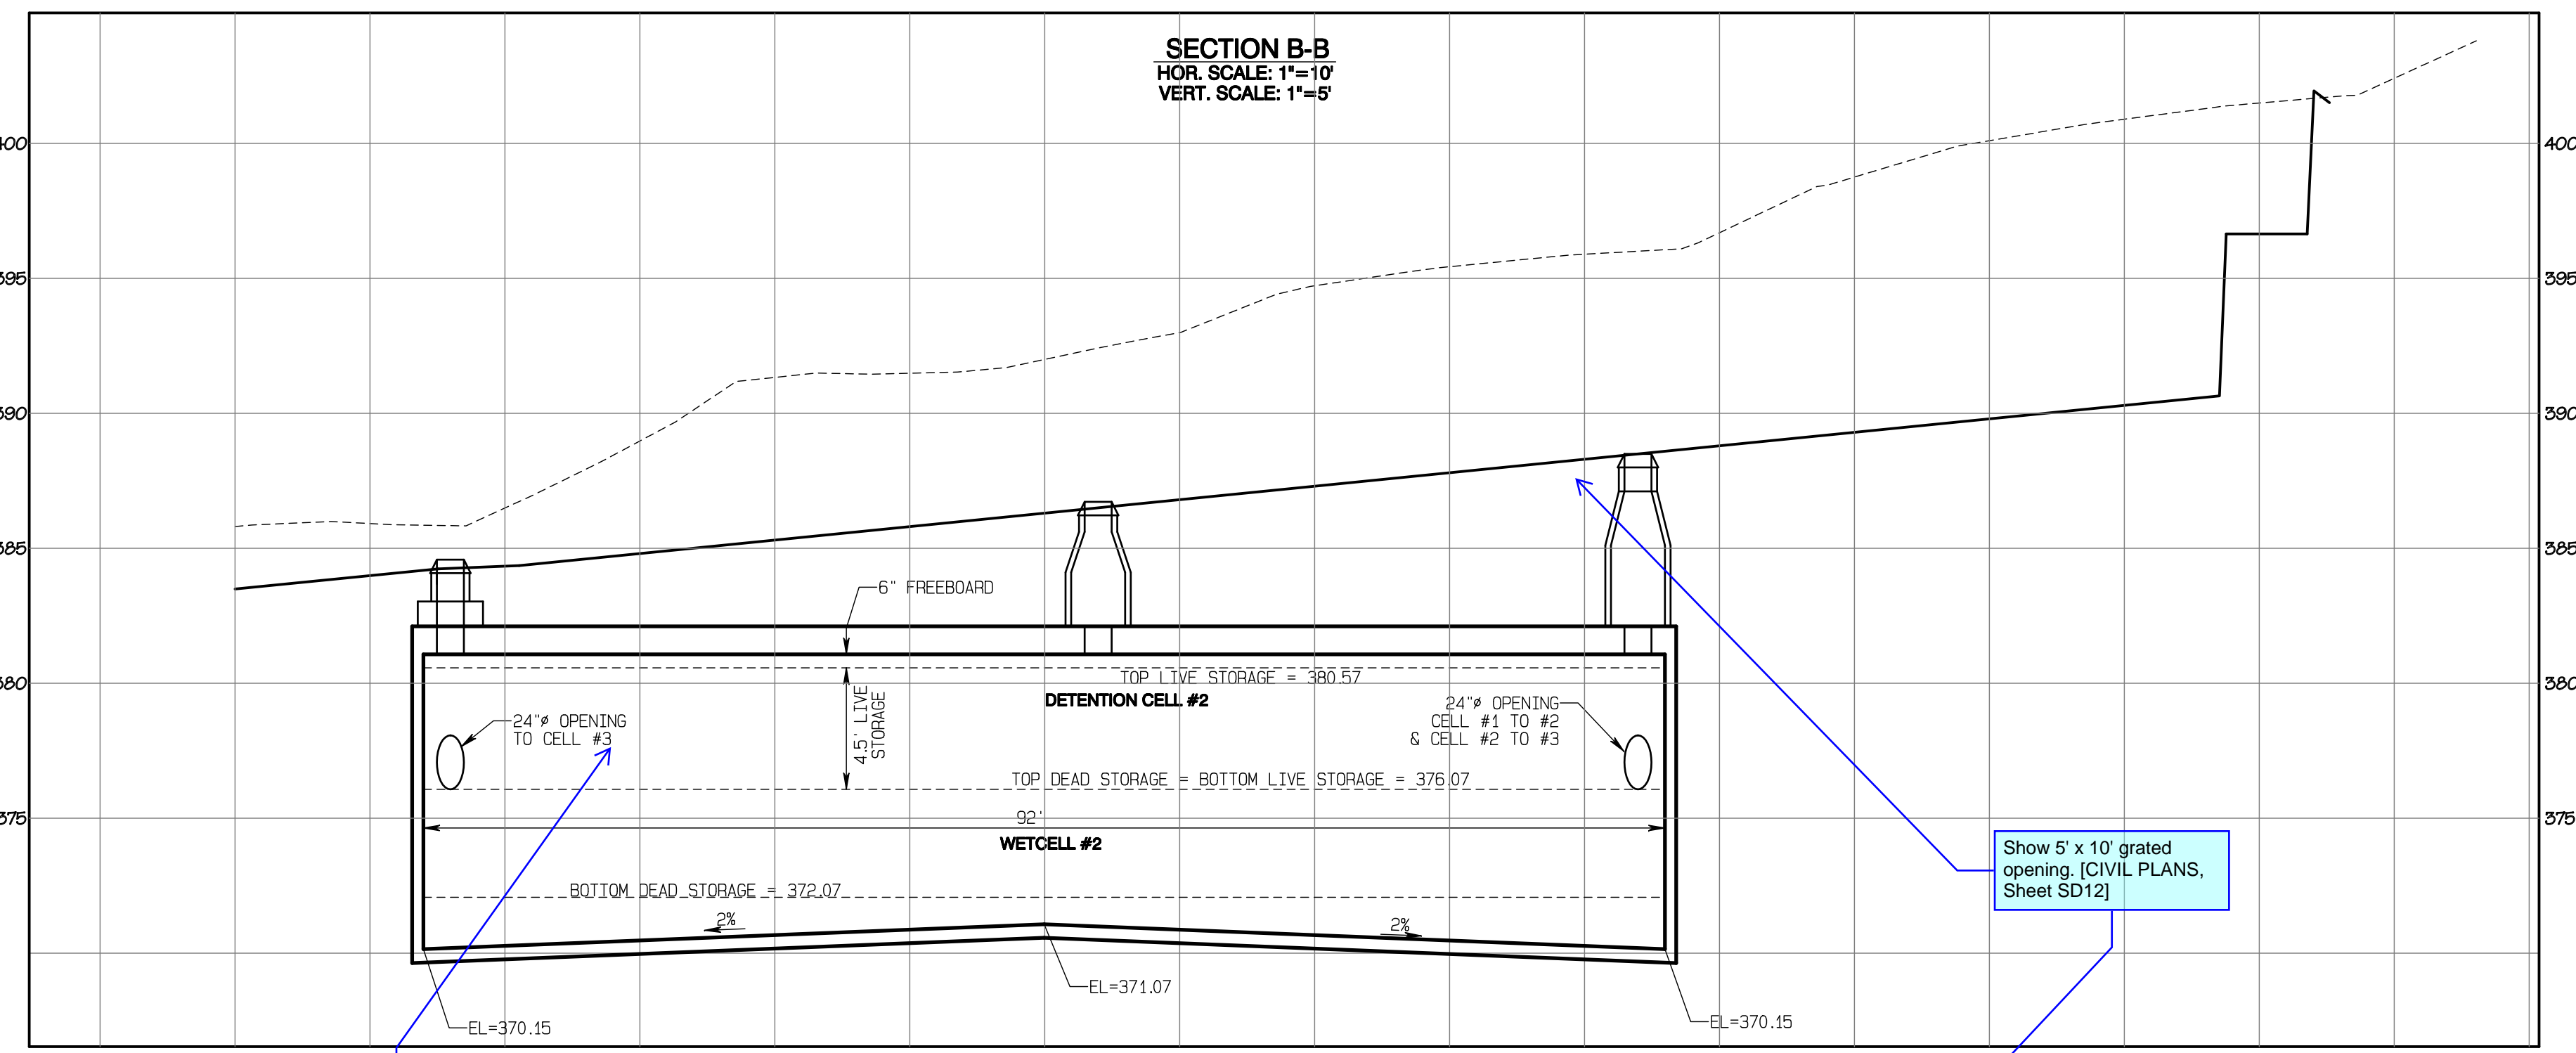 SECTION B-B
HOR. SCALE: 1"=10'
VERT. SCALE: 1"=5'
400
400
395
395
390
390
385
385
6" FREEBOARD
380
380
TOP LIVE STORAGE = 380.57
DETENTION CELL #2
4.5' LIVE
STORAGE
24"ø OPENING
TO CELL #3
24"ø OPENING
CELL #1 TO #2
& CELL #2 TO #3
TOP DEAD STORAGE = BOTTOM LIVE STORAGE = 376.07
375
375
92'
WETCELL #2
BOTTOM DEAD STORAGE = 372.07
2%
2%
EL=371.07
EL=370.15
EL=370.15
Show 5' x 10' grated
opening. [CIVIL PLANS,
Sheet SD12]